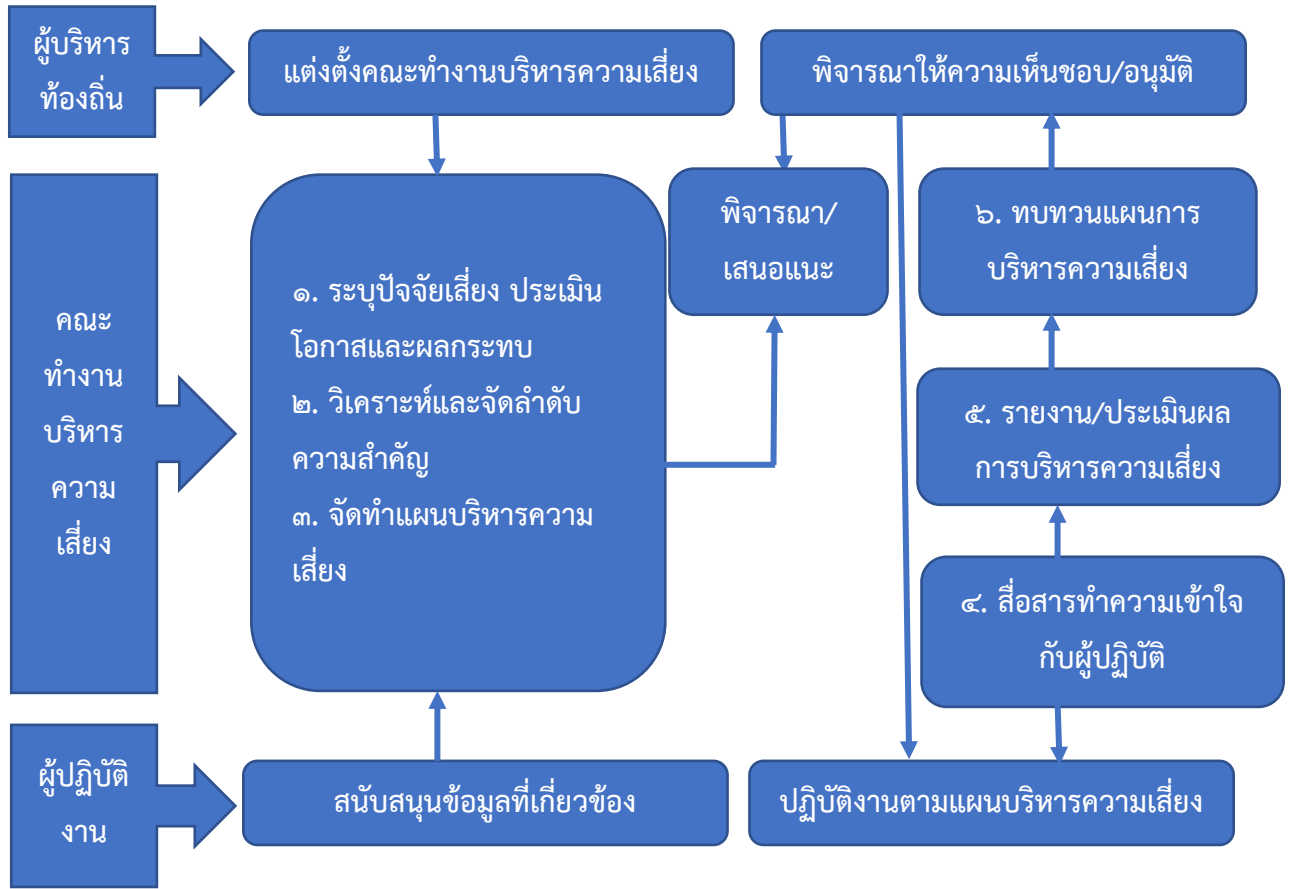 ผู้บริหาร
ท้องถิ่น
แต่งตั้งคณะทำงานบริหารความเสี่ยง
พิจารณาให้ความเห็นชอบ/อนุมัติ
คณะ
ทำงาน
บริหาร
ความ
เสี่ยง
๑. ระบุปัจจัยเสี่ยง ประเมิน
โอกาสและผลกระทบ
๒. วิเคราะห์และจัดลำดับ
ความสำคัญ
๓. จัดทำแผนบริหารความ
เสี่ยง
พิจารณา/
เสนอแนะ
๖. ทบทวนแผนการ
บริหารความเสี่ยง
๕. รายงาน/ประเมินผล
การบริหารความเสี่ยง
๔. สื่อสารทำความเข้าใจ
กับผู้ปฏิบัติ
ผู้ปฏิบัติ
งาน
สนับสนุนข้อมูลที่เกี่ยวข้อง
ปฏิบัติงานตามแผนบริหารความเสี่ยง